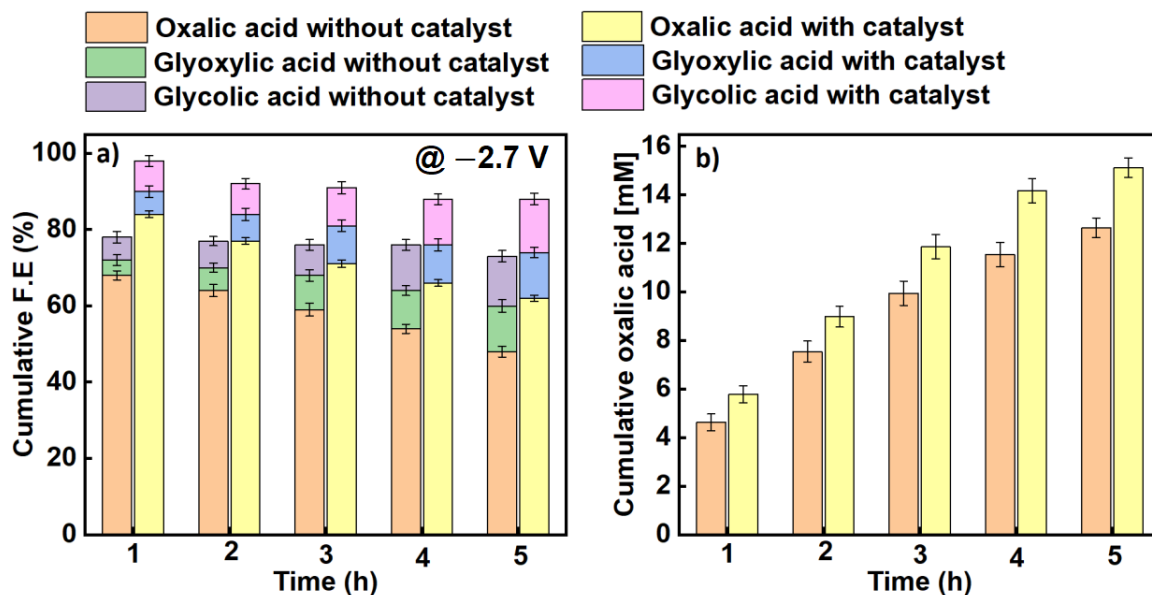 Oxalic acid without catalyst
Oxalic acid with catalyst
Glyoxylic acid without catalyst
Glyoxylic acid with catalyst
Glycolic acid without catalyst
Glycolic acid with catalyst
a)
@ −2.7 V
Cumulative F.E (%)
100
80
60
40
20
0
1 2 3 4 5
Time (h)
b)
Cumulative oxalic acid [mM]
16
14
12
10
8
6
4
2
0
1 2 3 4 5
Time (h)